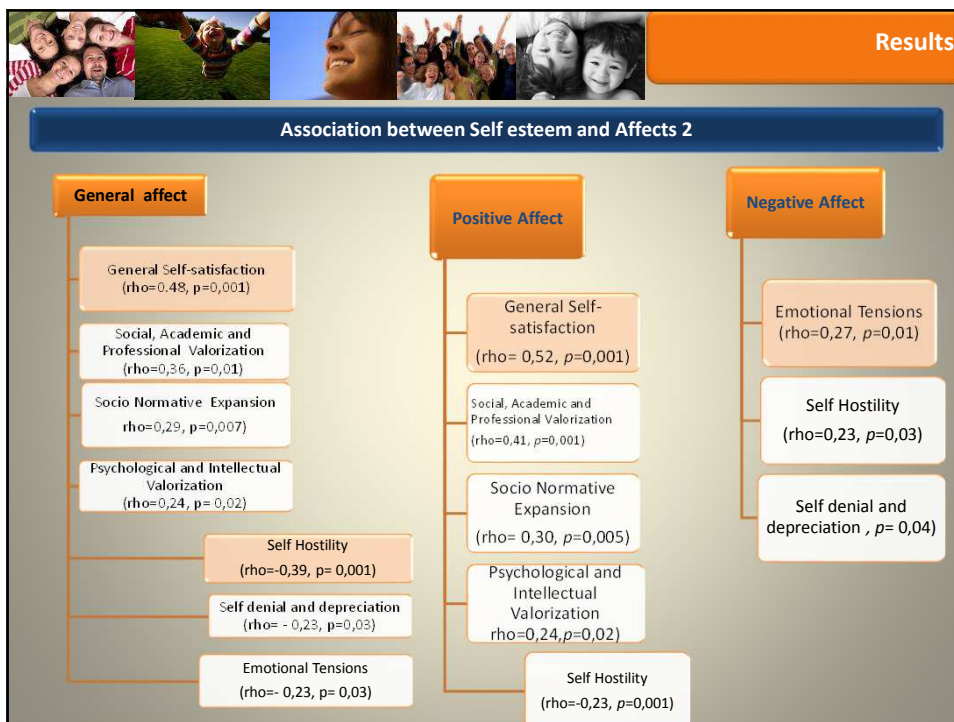 Results
Association between Self esteem and Affects 2
General affect
General Self-satisfaction
(rho=0.48, p=0,001)
Social, Academic and
Professional Valorization
(rho=0,36, p=0,01)
Socio Normative Expansion
rho=0,29, p=0,007)
Psychological and Intellectual
Valorization
(rho=0,24, p= 0,02)
Self Hostility
(rho=-0,39, p= 0,001)
Self denial and depreciation
(rho= - 0,23, p=0,03)
Emotional Tensions
(rho=- 0,23, p= 0,03)
Positive Affect
General Self-
satisfaction
(rho= 0,52, p=0,001)
Social, Academic and
Professional Valorization
(rho=0,41, p=0,001)
Socio Normative
Expansion
(rho= 0,30, p=0,005)
Psychological and
Intellectual
Valorization
rho=0,24,p=0,02)
Self Hostility
(rho=-0,23, p=0,001)
Negative Affect
Emotional Tensions
(rho=0,27, p=0,01)
Self Hostility
(rho=0,23, p=0,03)
Self denial and
depreciation , p= 0,04)